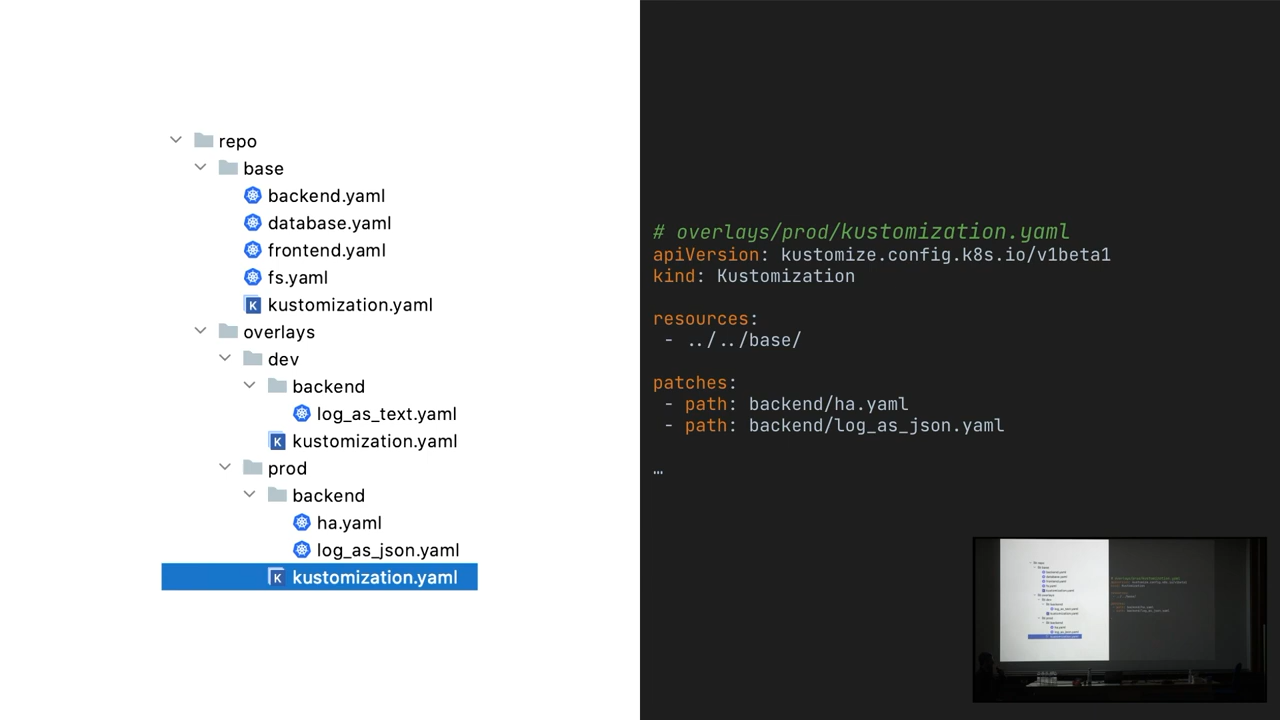 repo
base
backend.yaml
database.yaml
frontend.yaml
fs.yaml
kustomization.yaml
overlays
dev
backend
log_as_text.yaml
kustomization.yaml
prod
backend
ha.yaml
log_as_json.yaml
kustomization.yaml
# overlays/prod/kustomization.yaml
apiVersion: kustomize.config.k8s.io/v1beta1
kind: Kustomization
resources:
- ../../base/
patches:
- path: backend/ha.yaml
- path: backend/log_as_json.yaml
…